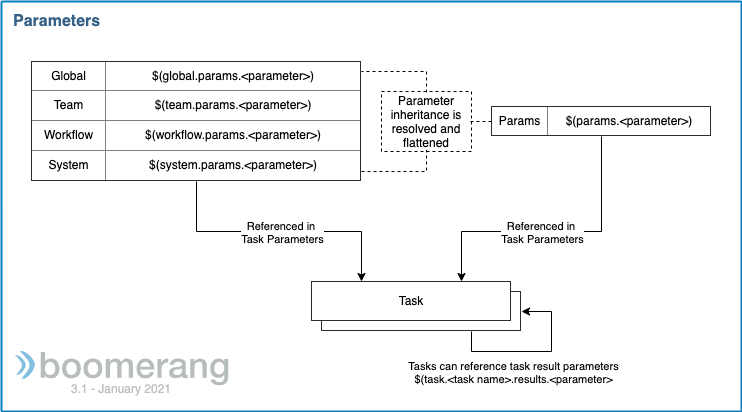 Parameters
Global $(global.params.<parameter>)
Team $(team.params.<parameter>)
Workflow $(workflow.params.<parameter>)
System $(system.params.<parameter>)
Parameter
inheritance is
resolved and
flattened
Params $(params.<parameter>)
Referenced in
Task Parameters
Referenced in
Task Parameters
Task
Tasks can reference task result parameters
$(task.<task name>.results.<parameter>
boomerang
3.1 - January 2021